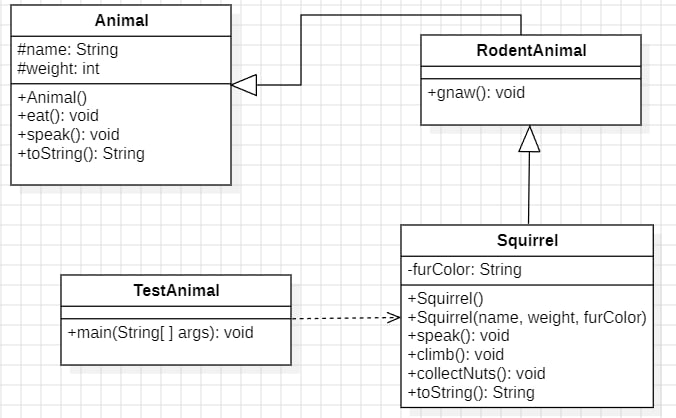 Animal
#name: String
#weight: int
+Animal()
+eat(): void
+speak(): void
+toString(): String
RodentAnimal
+gnaw(): void
Squirrel
-furColor: String
+Squirrel()
+Squirrel(name, weight, furColor)
+speak(): void
+climb(): void
+collectNuts(): void
+toString(): String
TestAnimal
+main(String[ ] args): void